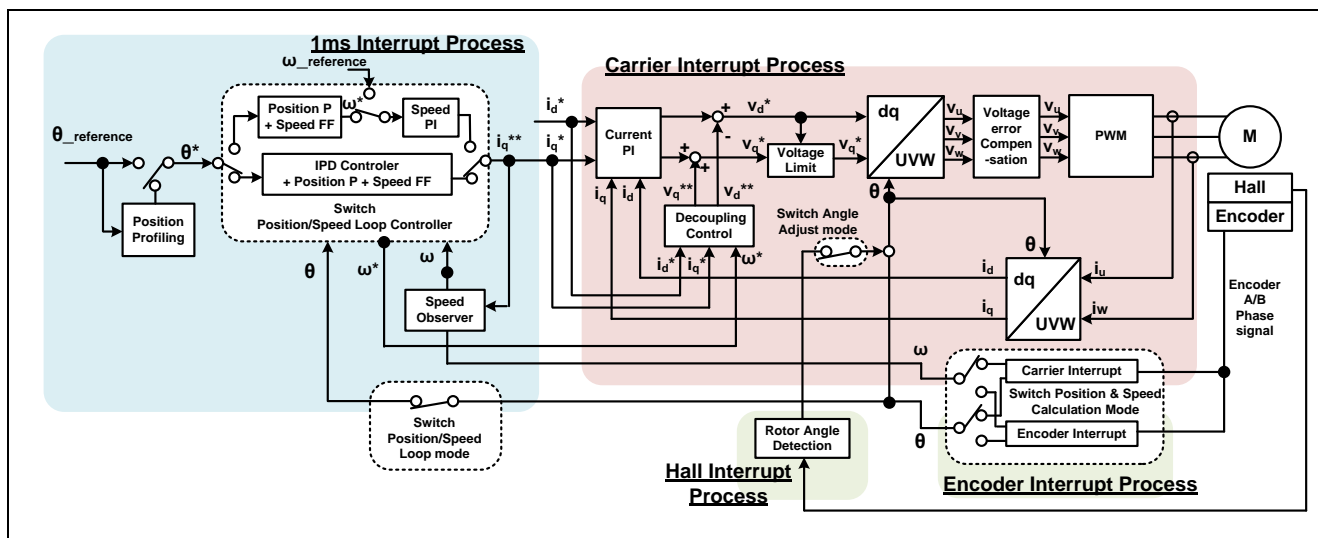 1ms Interrupt Process
ω_reference
Position P
+ Speed FF
ω*
Speed
PI
θ_reference
θ*
IPD Controler
+ Position P + Speed FF
Switch
Position/Speed Loop Controller
Position
Profiling
iq**
θ
ω*
ω
Speed
Observer
Switch
Position/Speed
Loop mode
Carrier Interrupt Process
id*
iq*
Current
PI
iq
id
+
-
+
+
vd*
vq*
vq**
vd**
Voltage
Limit
vq*
Decoupling
Control
id*
iq*
ω*
Switch Angle
Adjust mode
dq
UVW
θ
Vu
Vv
Vw
Voltage
error
Compen
-sation
Vu
Vv
Vw
PWM
M
Hall
Encoder
θ
dq
UVW
id
iq
iu
iw
Encoder
A/B
Phase
signal
ω
θ
Carrier Interrupt
Switch Position & Speed
Calculation Mode
Encoder Interrupt
Rotor Angle
Detection
Hall Interrupt
Process
Encoder Interrupt Process